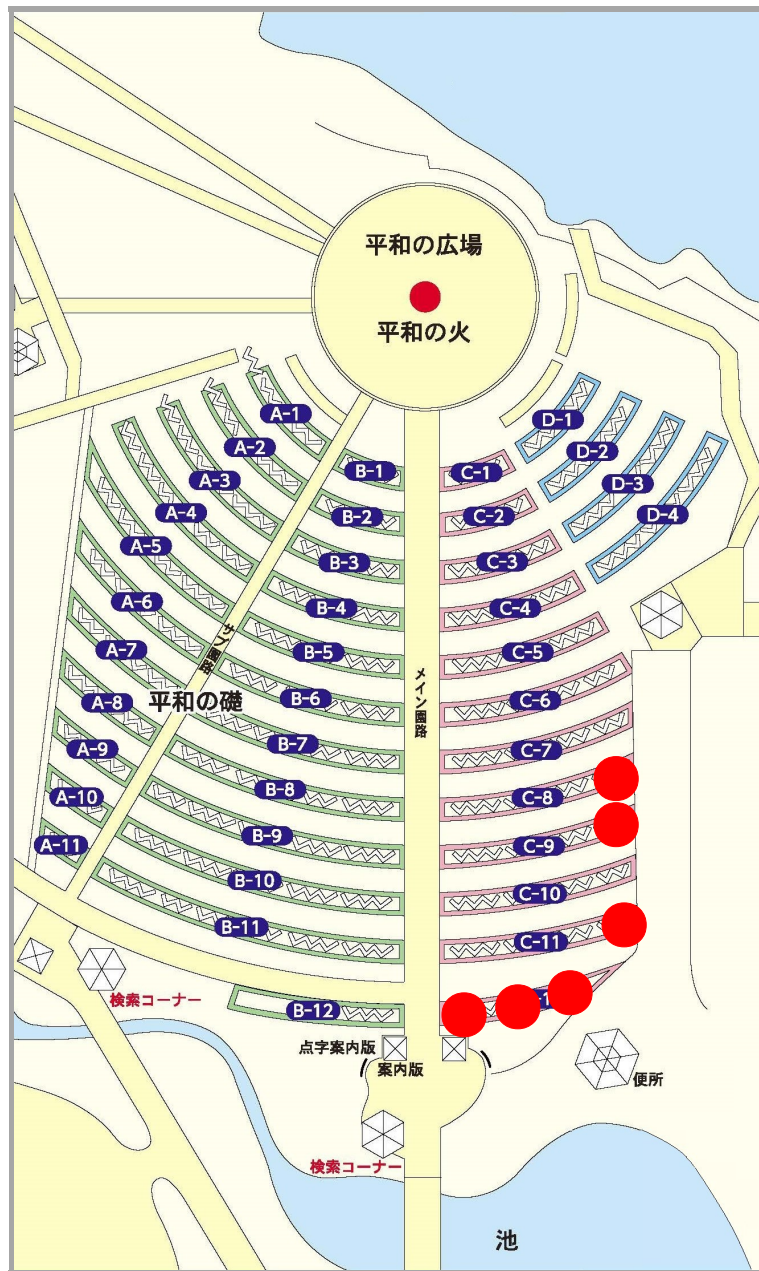 平和の広場
平和の火
A-1
A-2
A-3
A-4
A-5
A-6
A-7
A-8
A-9
A-10
A-11
B-1
B-2
B-3
B-4
B-5
B-6
B-7
B-8
B-9
B-10
B-11
B-12
C-1
C-2
C-3
C-4
C-5
C-6
C-7
C-8
C-9
C-10
C-11
D-1
D-2
D-3
D-4
サブ園路
メイン園路
平和の礎
検索コーナー
点字案内版
案内版
便所
検索コーナー
池